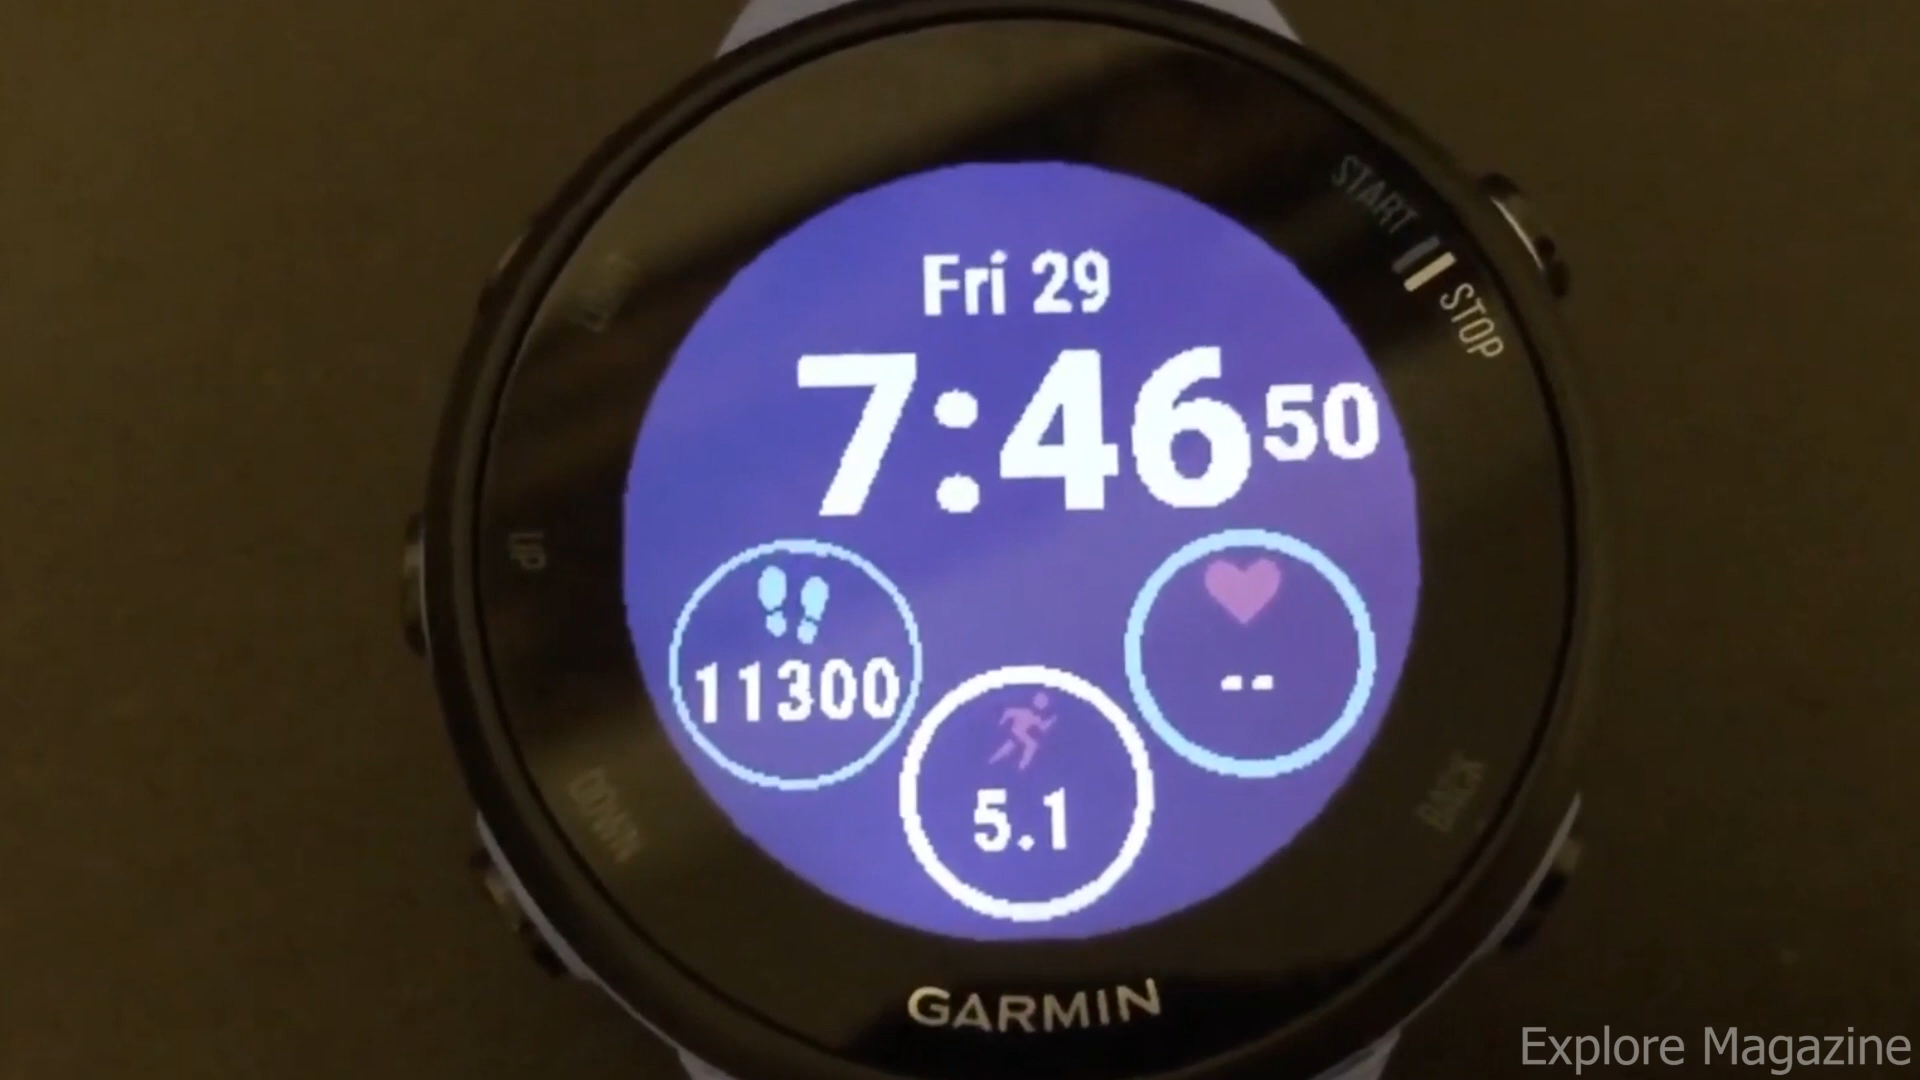 START
STOP
Fri 29
7:46 50
UP
11300
--
5.1
DOWN
BACK
GARMIN
Explore Magazine